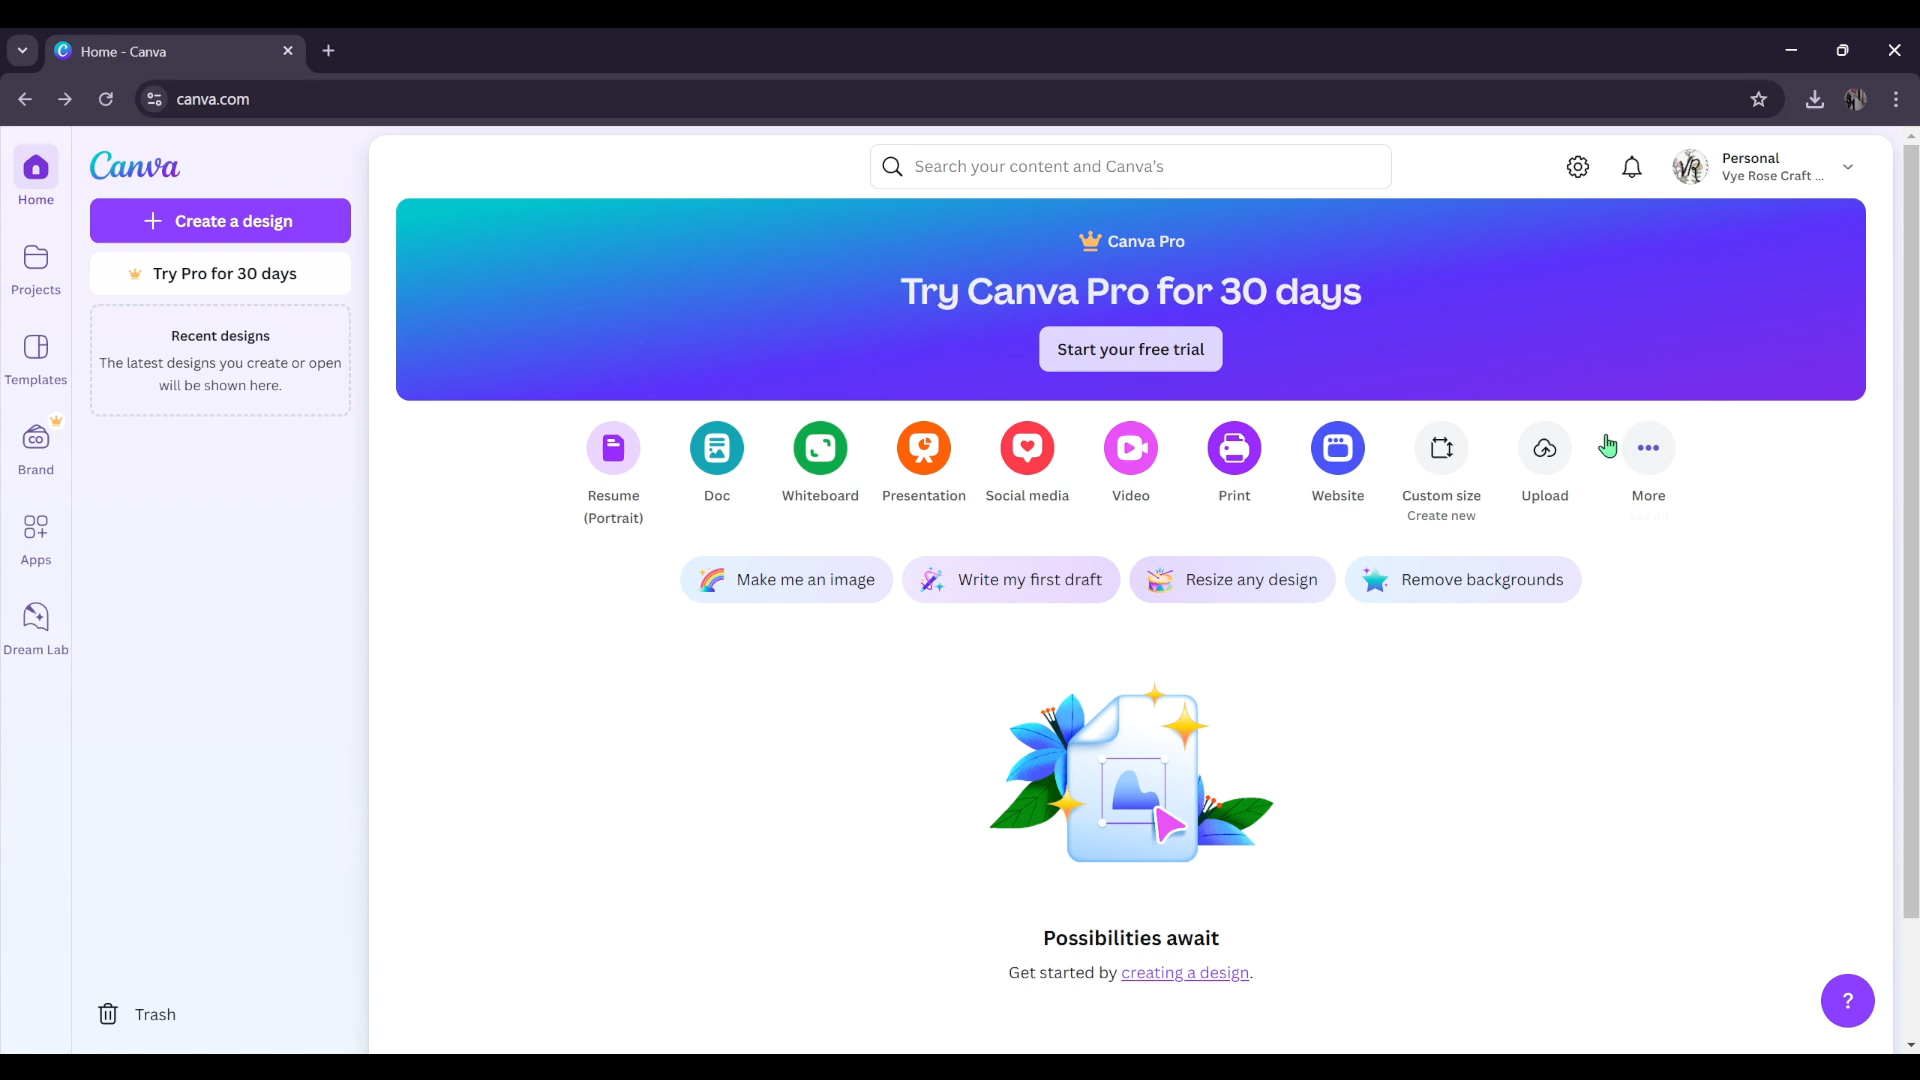 Home - Canva
canva.com
Home
Projects
Templates
CO
Brand
Apps
Dream Lab
Canva
Create a design
Try Pro for 30 days
Recent designs
The latest designs you create or open
will be shown here.
Trash
Search your content and Canva's
Personal
Vye Rose Craft ...
Canva Pro
Try Canva Pro for 30 days
Start your free trial
Resume
(Portrait)
Doc
Whiteboard
Presentation
Social media
Video
Print
Website
Custom size
Create new
Upload
More
See all
Make me an image
Write my first draft
Resize any design
Remove backgrounds
Possibilities await
Get started by creating a design.
?